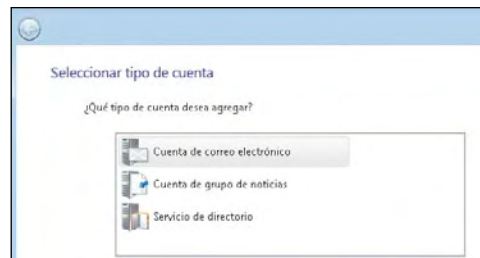 Seleccionar tipo de cuenta
¿Qué tipo de cuenta desea agregar?
Cuenta de correo electrónico
Cuenta de grupo de noticias
Servicio de directorio